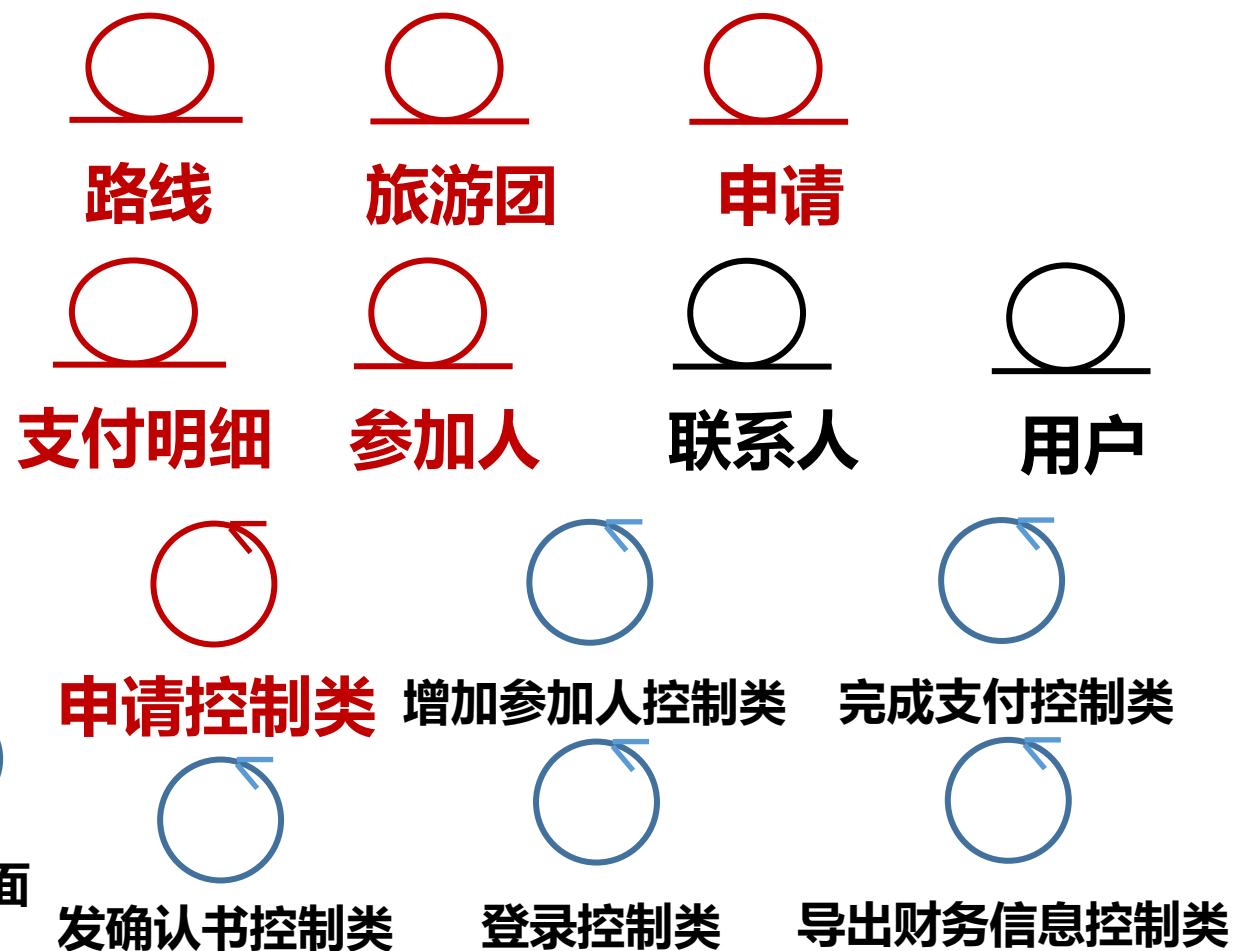 路线 旅游团 申请
支付明细 参加人 联系人 用户
申请控制类 增加参加人控制类 完成支付控制类
面
发确认书控制类 登录控制类 导出财务信息控制类